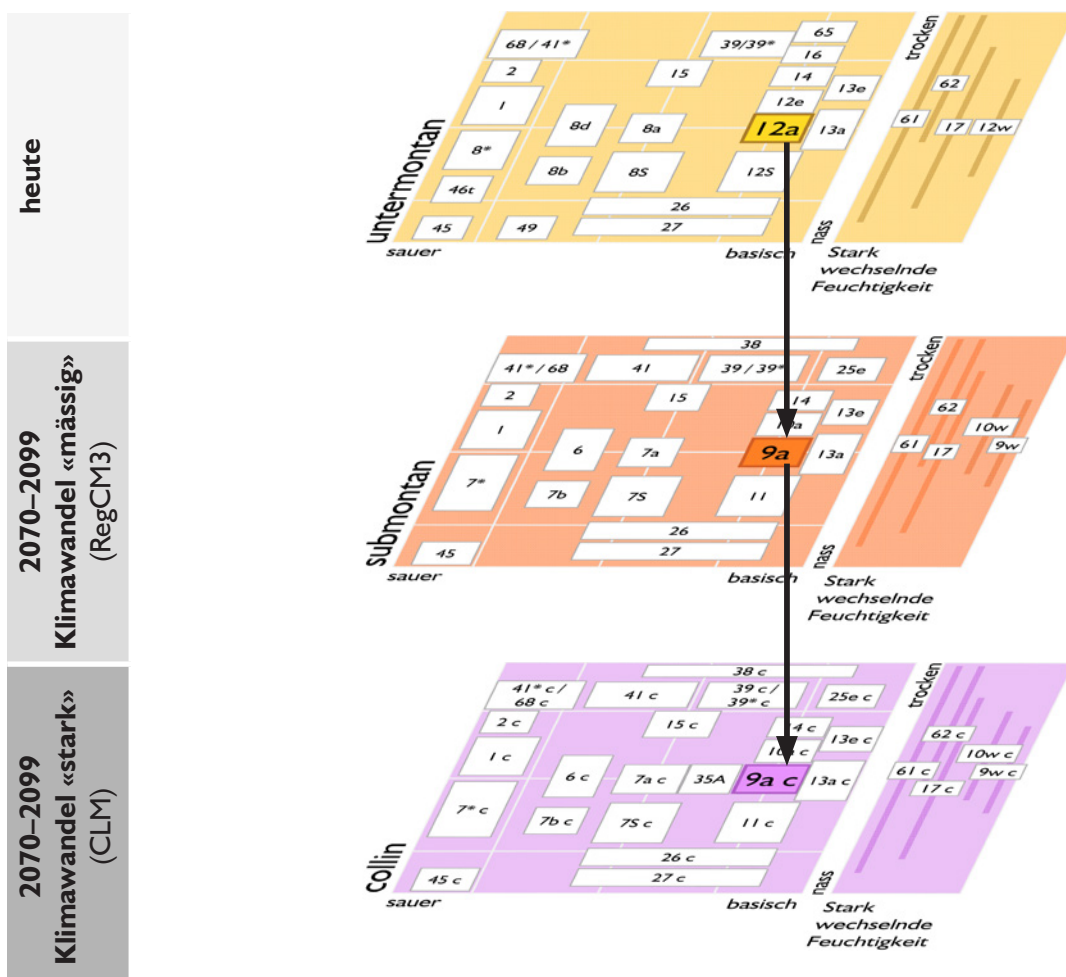 heute
untermontan
68 / 41*
39/39*
65
16
2
15
14
13e
1
12e
8d
8a
12a
13a
8*
8b
8S
12S
46t
26
45
49
27
sauer
basisch
nass
trocken
62
61
17
12w
Stark
wechselnde
Feuchtigkeit
2070–2099
Klimawandel «mässig»
(RegCM3)
submontan
38
41* / 68
41
39 / 39*
25e
2
15
14
13e
1
6
7a
9a
13a
7*
7b
7S
11
26
45
27
sauer
basisch
nass
trocken
62
10w
61
17
9w
Stark
wechselnde
Feuchtigkeit
2070–2099
Klimawandel «stark»
(CLM)
collin
38 c
41* c /
68 c
41 c
39 c /
39* c
25e c
2 c
15 c
14 c
13e c
1 c
6 c
7a c
35A
9a c
13a c
7* c
7b c
7S c
11 c
26 c
45 c
27 c
sauer
basisch
nass
trocken
62 c
10w c
61 c
9w c
17 c
Stark
wechselnde
Feuchtigkeit